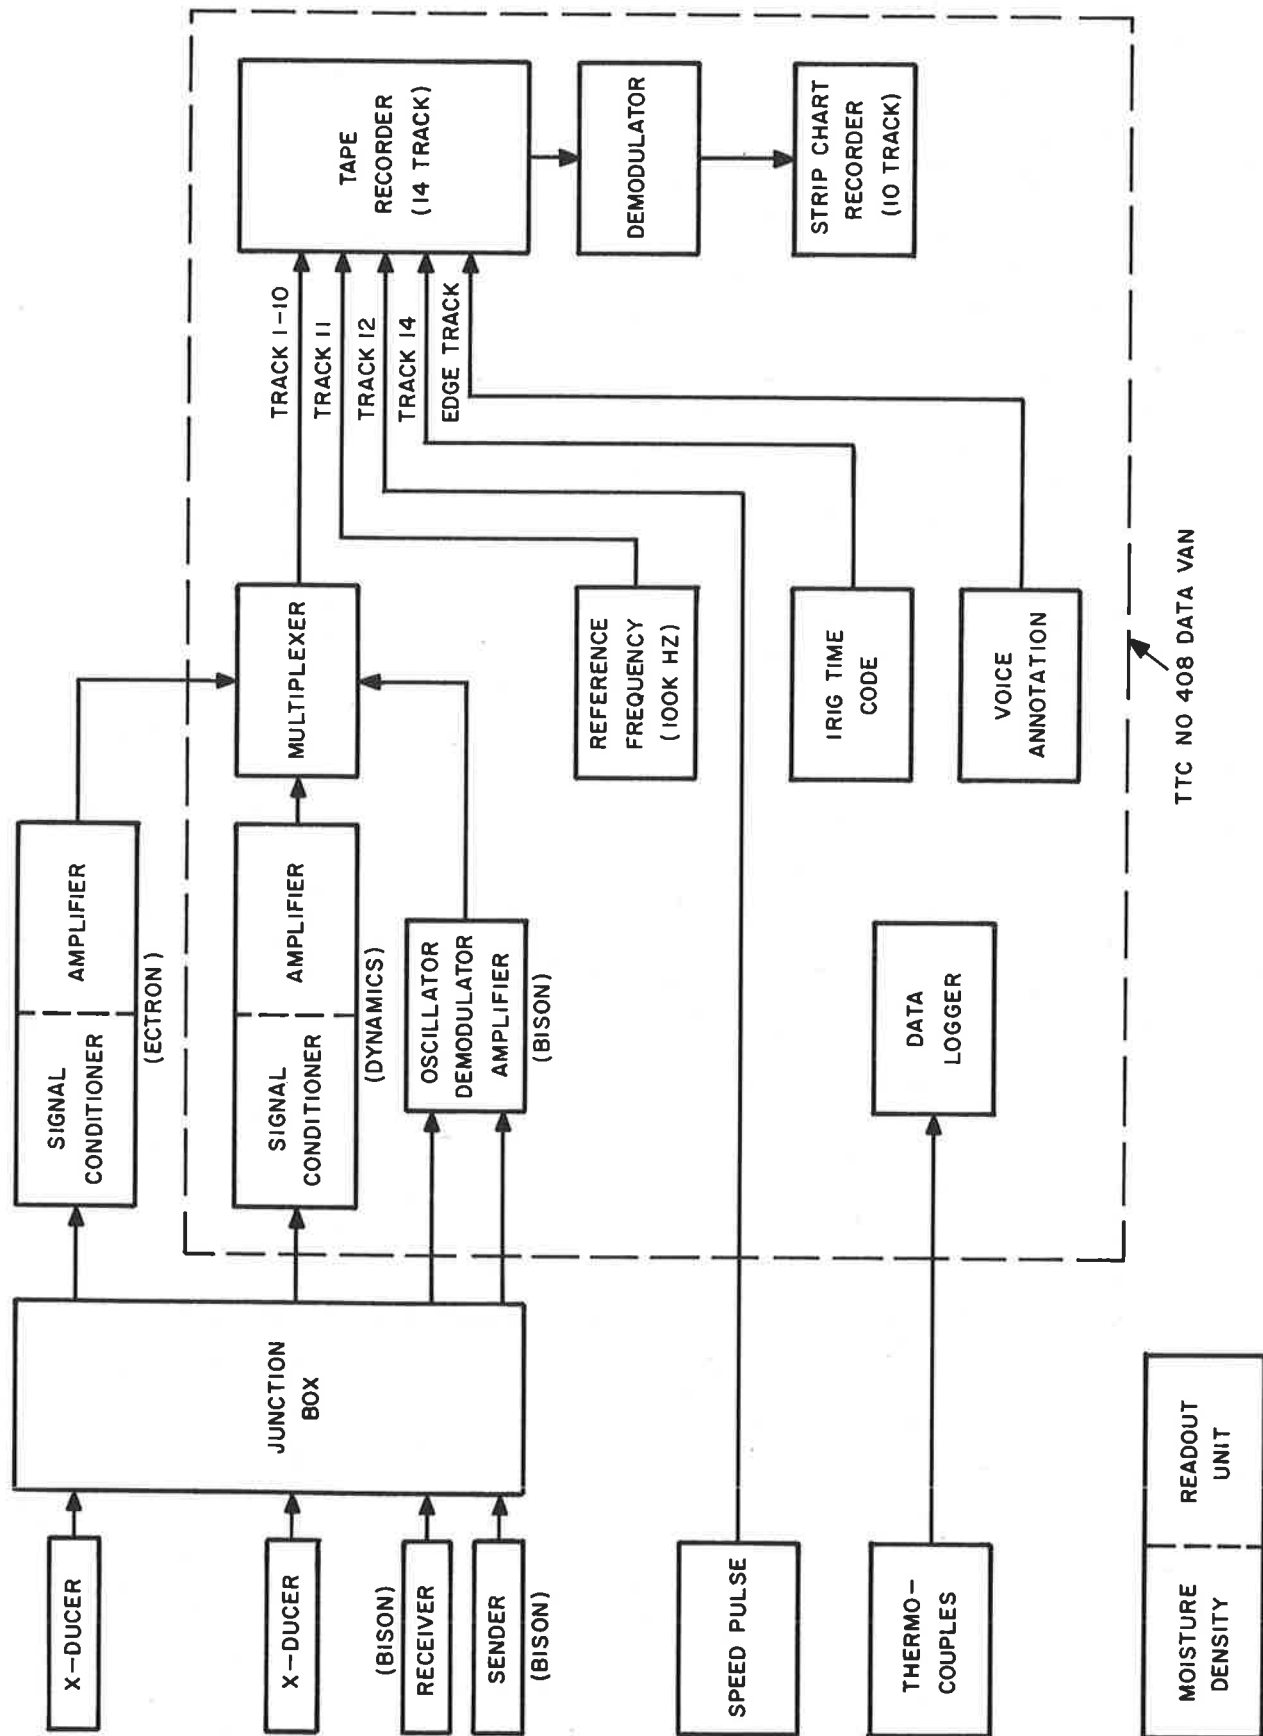 X-DUCER
X-DUCER
(BISON)
RECEIVER
SENDER
(BISON)
SPEED PULSE
THERMO-
COUPLES
MOISTURE
DENSITY
READOUT
UNIT
JUNCTION
BOX
SIGNAL
CONDITIONER
AMPLIFIER
(ECTRON)
SIGNAL
CONDITIONER
AMPLIFIER
(DYNAMICS)
OSCILLATOR
DEMODULATOR
AMPLIFIER
(BISON)
DATA
LOGGER
MULTIPLEXER
REFERENCE
FREQUENCY
(100K HZ)
IRIG TIME
CODE
VOICE
ANNOTATION
TRACK 1-10
TRACK 11
TRACK 12
TRACK 14
EDGE TRACK
TAPE
RECORDER
(14 TRACK)
DEMODULATOR
STRIP CHART
RECORDER
(10 TRACK)
TTC NO 408 DATA VAN